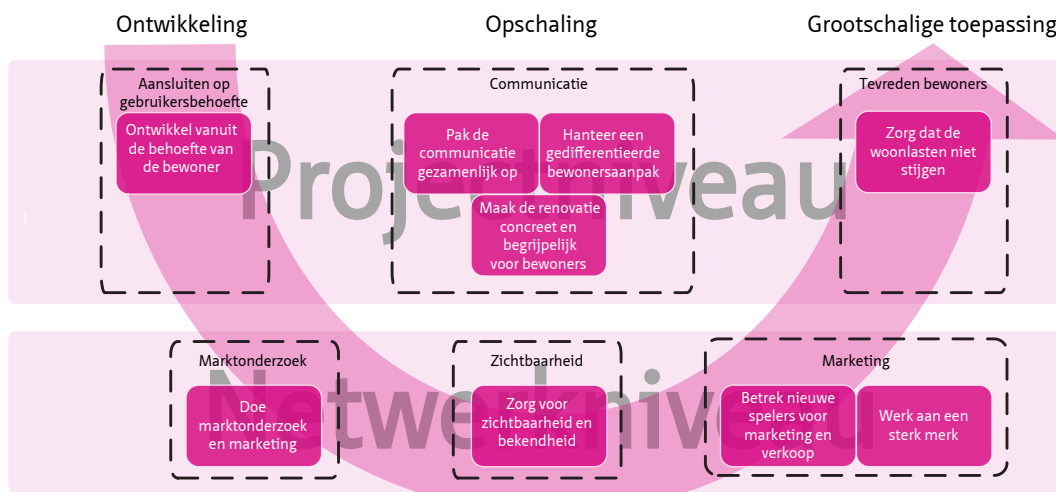 Ontwikkeling
Opschaling
Grootschalige toepassing
Projectniveau
Aansluiten op
gebruikersbehoefte
Ontwikkel vanuit
de behoefte van
de bewoner
Communicatie
Pak de
communicatie
gezamenlijk op
Hanteer een
gedifferentieerde
bewonersaanpak
Maak de renovatie
concreet en
begrijpelijk
voor bewoners
Tevreden bewoners
Zorg dat de
woonlasten niet
stijgen
)
Netwerkniveau
Marktonderzoek
Doe
marktonderzoek
en marketing
Zichtbaarheid
Zorg voor
zichtbaarheid en
bekendheid
Marketing
Betrek nieuwe
spelers voor
marketing en
verkoop
Werk aan een
sterk merk